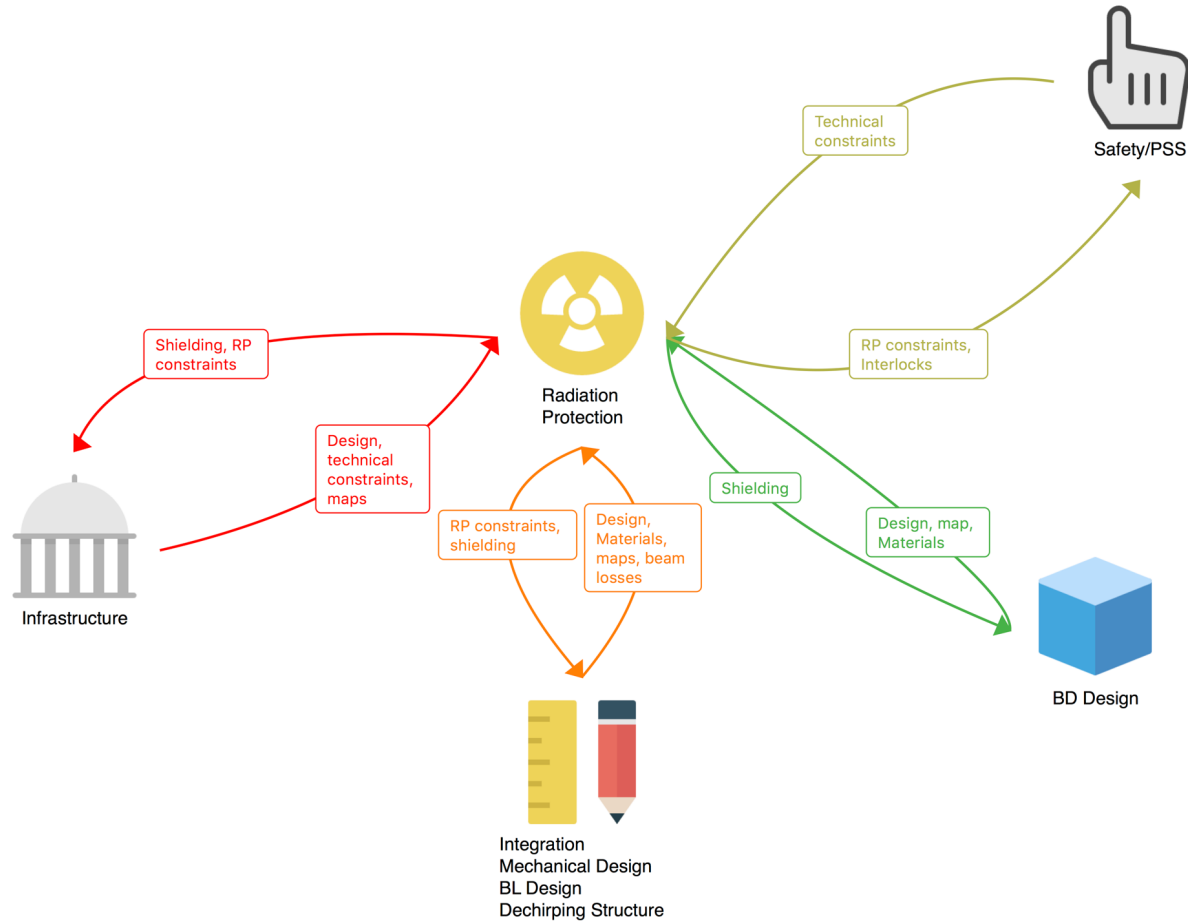 Technical
constraints
Safety/PSS
Shielding, RP
constraints
RP constraints,
Interlocks
Radiation
Protection
Design,
technical
constraints,
maps
Shielding
RP constraints,
shielding
Design,
Materials,
maps, beam
losses
Design, map,
Materials
Infrastructure
BD Design
Integration
Mechanical Design
BL Design
Dechirping Structure